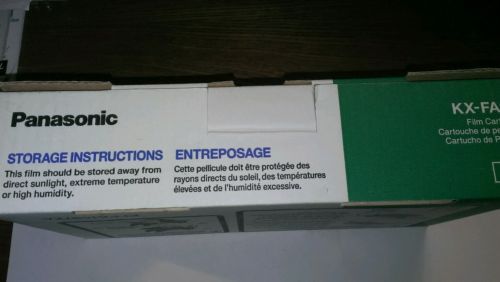 Panasonic
STORAGE INSTRUCTIONS
This film should be stored away from
direct sunlight, extreme temperature
or high humidity.
ENTREPOSAGE
Cette pellicule doit être protégée des
rayons directs du soleil, des températures
élevées et de l'humidité excessive.
KX-FA
Film Cart
Cartouche de pe
Cartucho de P